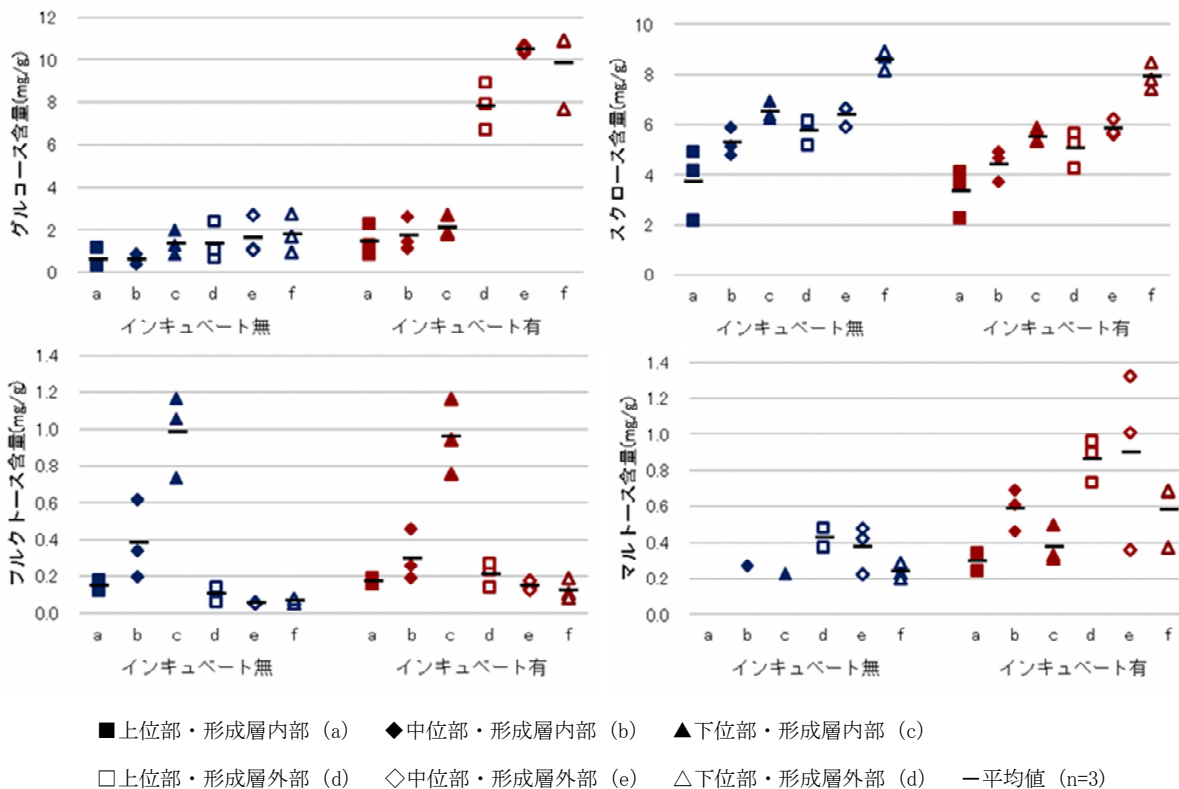 グルコース含量(mg/g)
12
10
8
6
4
2
0
a b c d e f a b c d e f
インキュベート無 インキュベート有
スクロース含量(mg/g)
10
8
6
4
2
0
a b c d e f a b c d e f
インキュベート無 インキュベート有
フルクトース含量(mg/g)
1.4
1.2
1.0
0.8
0.6
0.4
0.2
0.0
a b c d e f a b c d e f
インキュベート無 インキュベート有
マルトース含量(mg/g)
1.4
1.2
1.0
0.8
0.6
0.4
0.2
0.0
a b c d e f a b c d e f
インキュベート無 インキュベート有
■上位部・形成層内部（a） ◆中位部・形成層内部（b） ▲下位部・形成層内部（c）
□上位部・形成層外部（d） ◇中位部・形成層外部（e） △下位部・形成層外部（d） ー平均値（n=3）